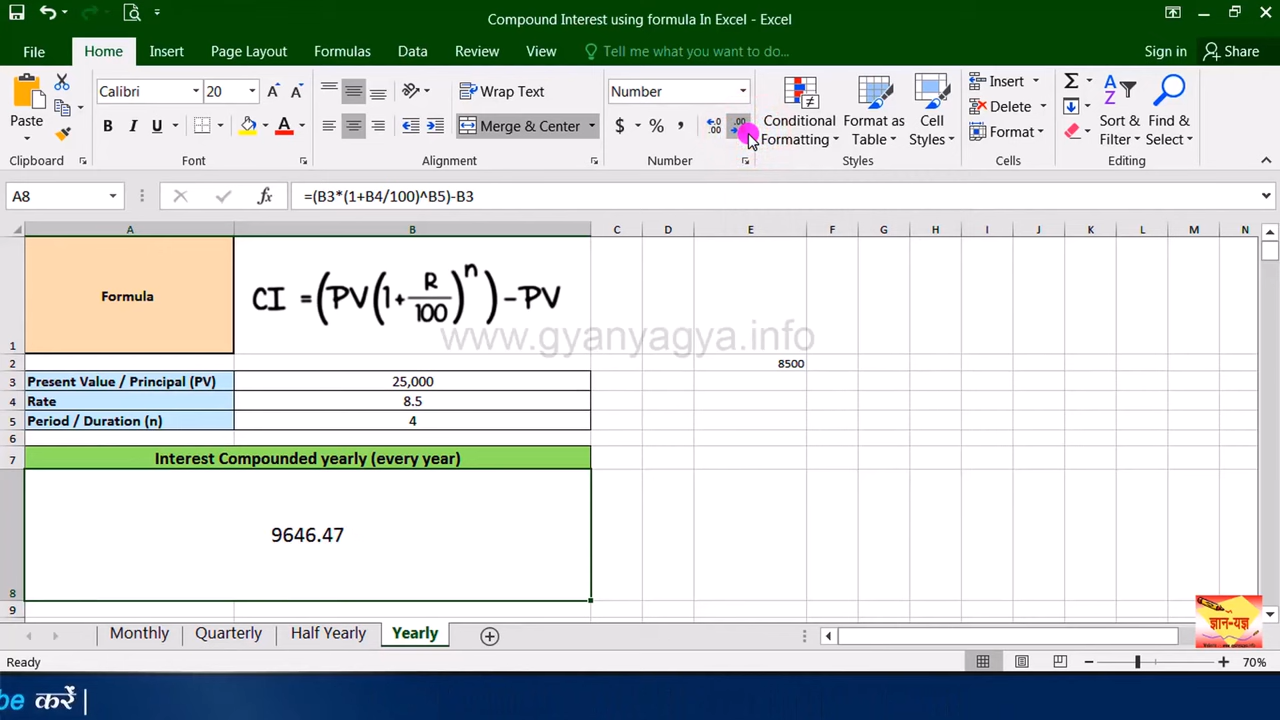 Compound Interest using formula In Excel - Excel
File Home Insert Page Layout Formulas Data Review View Tell me what you want to do... Sign in Share
Paste
Calibri 20
B I U A
Wrap Text
Merge & Center
Number
$ % ,
Conditional Formatting
Format as Table
Cell Styles
Insert
Delete
Format
Sort & Filter
Find & Select
Clipboard Font Alignment Number Styles Cells Editing
A8 fx =(B3*(1+B4/100)^B5)-B3
A B C D E F G H I J K L M N
1 Formula CI = (PV(1+R/100)^n)-PV
www.gyanyagya.info
2 8500
3 Present Value / Principal (PV) 25,000
4 Rate 8.5
5 Period / Duration (n) 4
6
7 Interest Compounded yearly (every year)
8 9646.47
9
ज्ञान-यज्ञ
Monthly Quarterly Half Yearly Yearly
Ready 70%
be करें